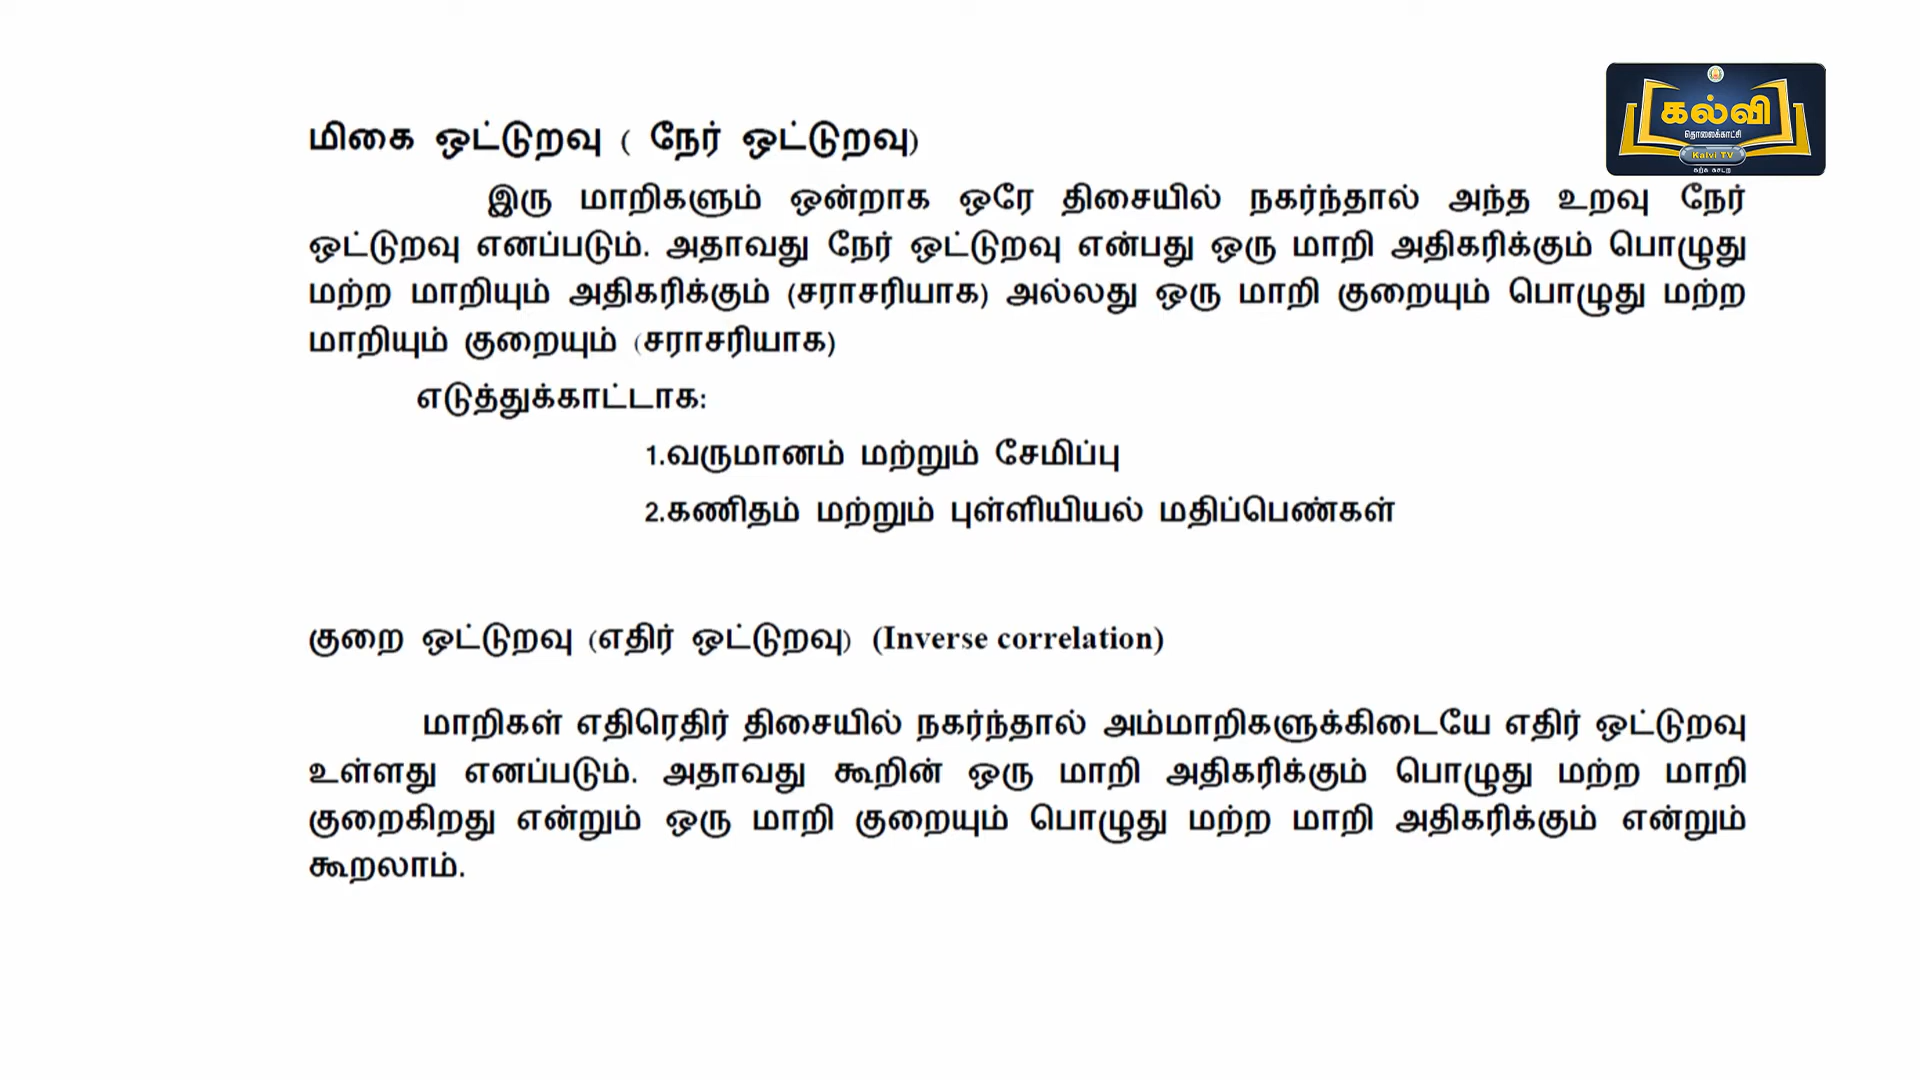 கல்வி
தொலைக்காட்சி
Kalvi TV
கற்க கசடற
மிகை ஒட்டுறவு ( நேர் ஒட்டுறவு)
இரு மாறிகளும் ஒன்றாக ஒரே திசையில் நகர்ந்தால் அந்த உறவு நேர்
ஒட்டுறவு எனப்படும். அதாவது நேர் ஒட்டுறவு என்பது ஒரு மாறி அதிகரிக்கும் பொழுது
மற்ற மாறியும் அதிகரிக்கும் (சராசரியாக) அல்லது ஒரு மாறி குறையும் பொழுது மற்ற
மாறியும் குறையும் (சராசரியாக)
எடுத்துக்காட்டாக:
1.வருமானம் மற்றும் சேமிப்பு
2.கணிதம் மற்றும் புள்ளியியல் மதிப்பெண்கள்
குறை ஒட்டுறவு (எதிர் ஒட்டுறவு) (Inverse correlation)
மாறிகள் எதிரெதிர் திசையில் நகர்ந்தால் அம்மாறிகளுக்கிடையே எதிர் ஒட்டுறவு
உள்ளது எனப்படும். அதாவது கூறின் ஒரு மாறி அதிகரிக்கும் பொழுது மற்ற மாறி
குறைகிறது என்றும் ஒரு மாறி குறையும் பொழுது மற்ற மாறி அதிகரிக்கும் என்றும்
கூறலாம்.